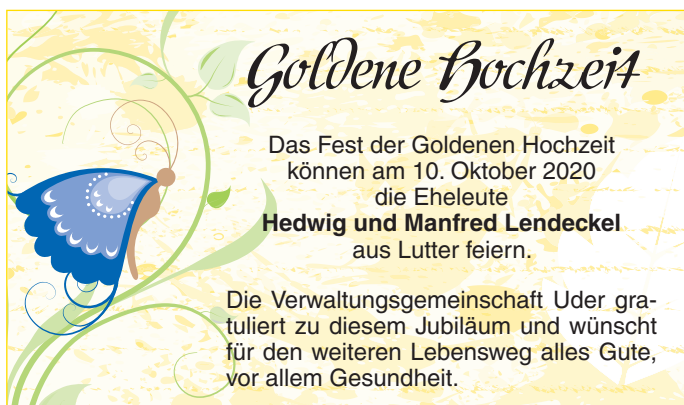 Goldene Hochzeit
Das Fest der Goldenen Hochzeit
können am 10. Oktober 2020
die Eheleute
Hedwig und Manfred Lendeckel
aus Lutter feiern.
Die Verwaltungsgemeinschaft Uder gra-
tuliert zu diesem Jubiläum und wünscht
für den weiteren Lebensweg alles Gute,
vor allem Gesundheit.